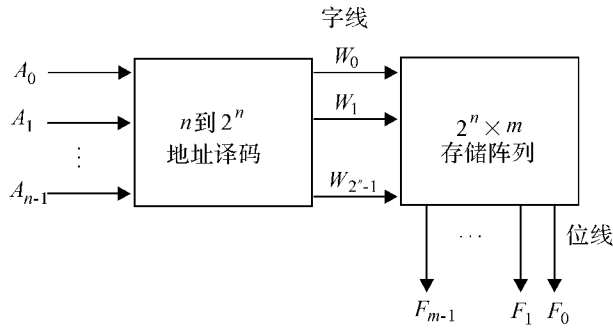 字线
A₀
W₀
A₁
W₁
n到2ⁿ
地址译码
2ⁿ×m
存储阵列
⋮
Aₙ₋₁
W₂ⁿ₋₁
⋯
位线
Fₘ₋₁
F₁
F₀